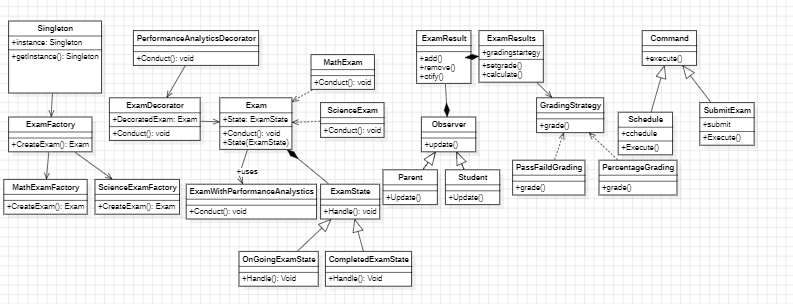 Singleton
+instance: Singleton
+getInstance(): Singleton
PerformanceAnalyticsDecorator
+Conduct(): void
ExamResult
+add()
+remove()
+otify()
ExamResults
+gradingstartegy
+setgrade()
+calculate()
Command
+execute()
MathExam
+Conduct(): void
ExamDecorator
+DecoratedExam: Exam
+Conduct(): void
Exam
+State: ExamState
+Conduct(): void
+State(ExamState)
ScienceExam
+Conduct(): void
GradingStrategy
+grade()
Schedule
+cchedule
+Execute()
SubmitExam
+submit
+Execute()
ExamFactory
+CreateExam(): Exam
Observer
+update()
+uses
MathExamFactory
+CreateExam(): Exam
ScienceExamFactory
+CreateExam(): Exam
ExamWithPerformanceAnalystics
+Conduct(): void
ExamState
+Handle(): void
Parent
+Update()
Student
+Update()
PassFaildGrading
+grade()
PercentageGrading
+grade()
OnGoingExamState
+Handle(): Void
CompletedExamState
+Handle(): Void